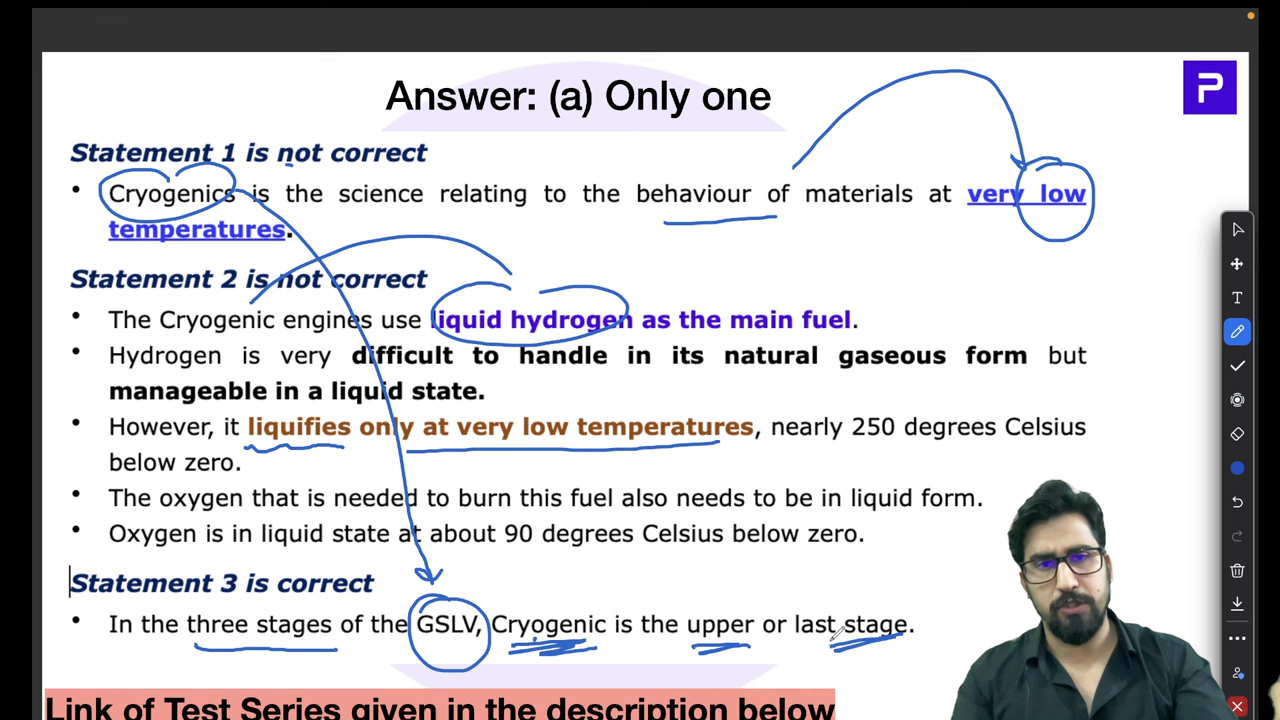 Answer: (a) Only one
P
Statement 1 is not correct
• Cryogenics is the science relating to the behaviour of materials at very low
temperatures.
Statement 2 is not correct
• The Cryogenic engines use liquid hydrogen as the main fuel.
• Hydrogen is very difficult to handle in its natural gaseous form but
manageable in a liquid state.
• However, it liquifies only at very low temperatures, nearly 250 degrees Celsius
below zero.
• The oxygen that is needed to burn this fuel also needs to be in liquid form.
• Oxygen is in liquid state at about 90 degrees Celsius below zero.
Statement 3 is correct
• In the three stages of the GSLV, Cryogenic is the upper or last stage.
Link of Test Series given in the description below